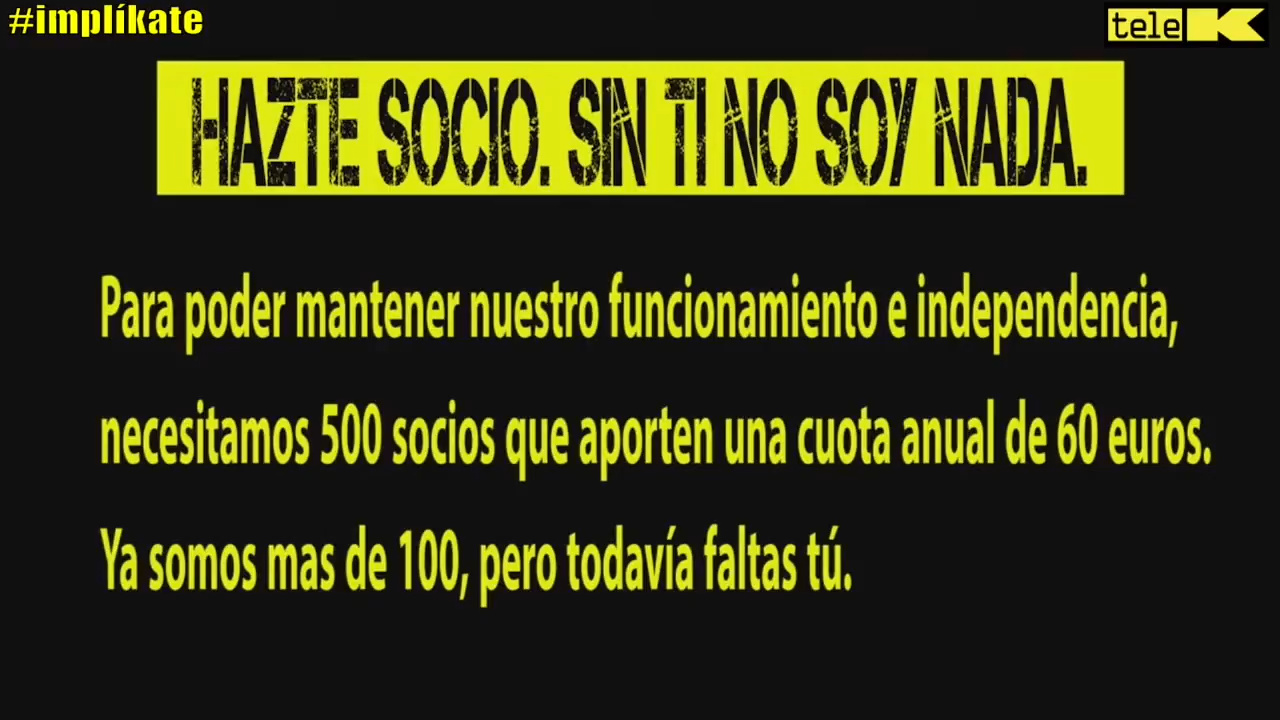 #implíkate
teleK
HAZTE SOCIO. SIN TI NO SOY NADA.
Para poder mantener nuestro funcionamiento e independencia,
necesitamos 500 socios que aporten una cuota anual de 60 euros.
Ya somos mas de 100, pero todavía faltas tú.